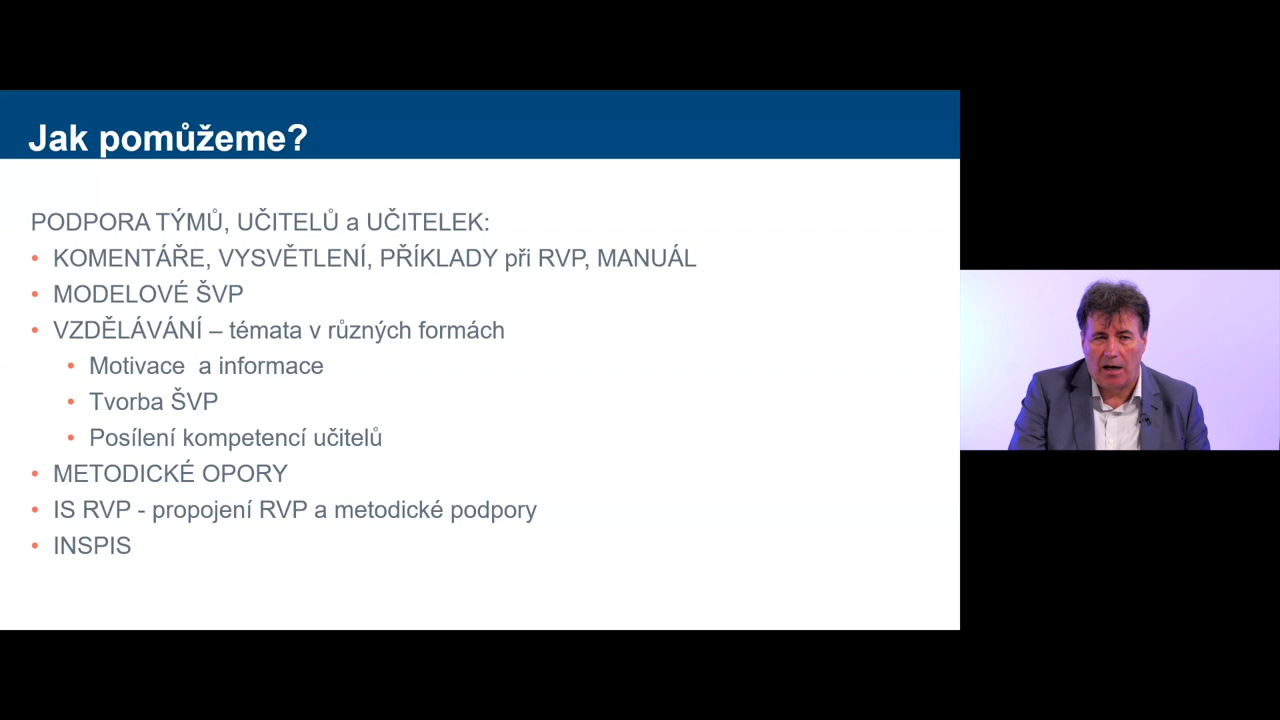 Jak pomůžeme?
PODPORA TÝMŮ, UČITELŮ a UČITELEK:
• KOMENTÁŘE, VYSVĚTLENÍ, PŘÍKLADY při RVP, MANUÁL
• MODELOVÉ ŠVP
• VZDĚLÁVÁNÍ – témata v různých formách
• Motivace  a informace
• Tvorba ŠVP
• Posílení kompetencí učitelů
• METODICKÉ OPORY
• IS RVP - propojení RVP a metodické podpory
• INSPIS